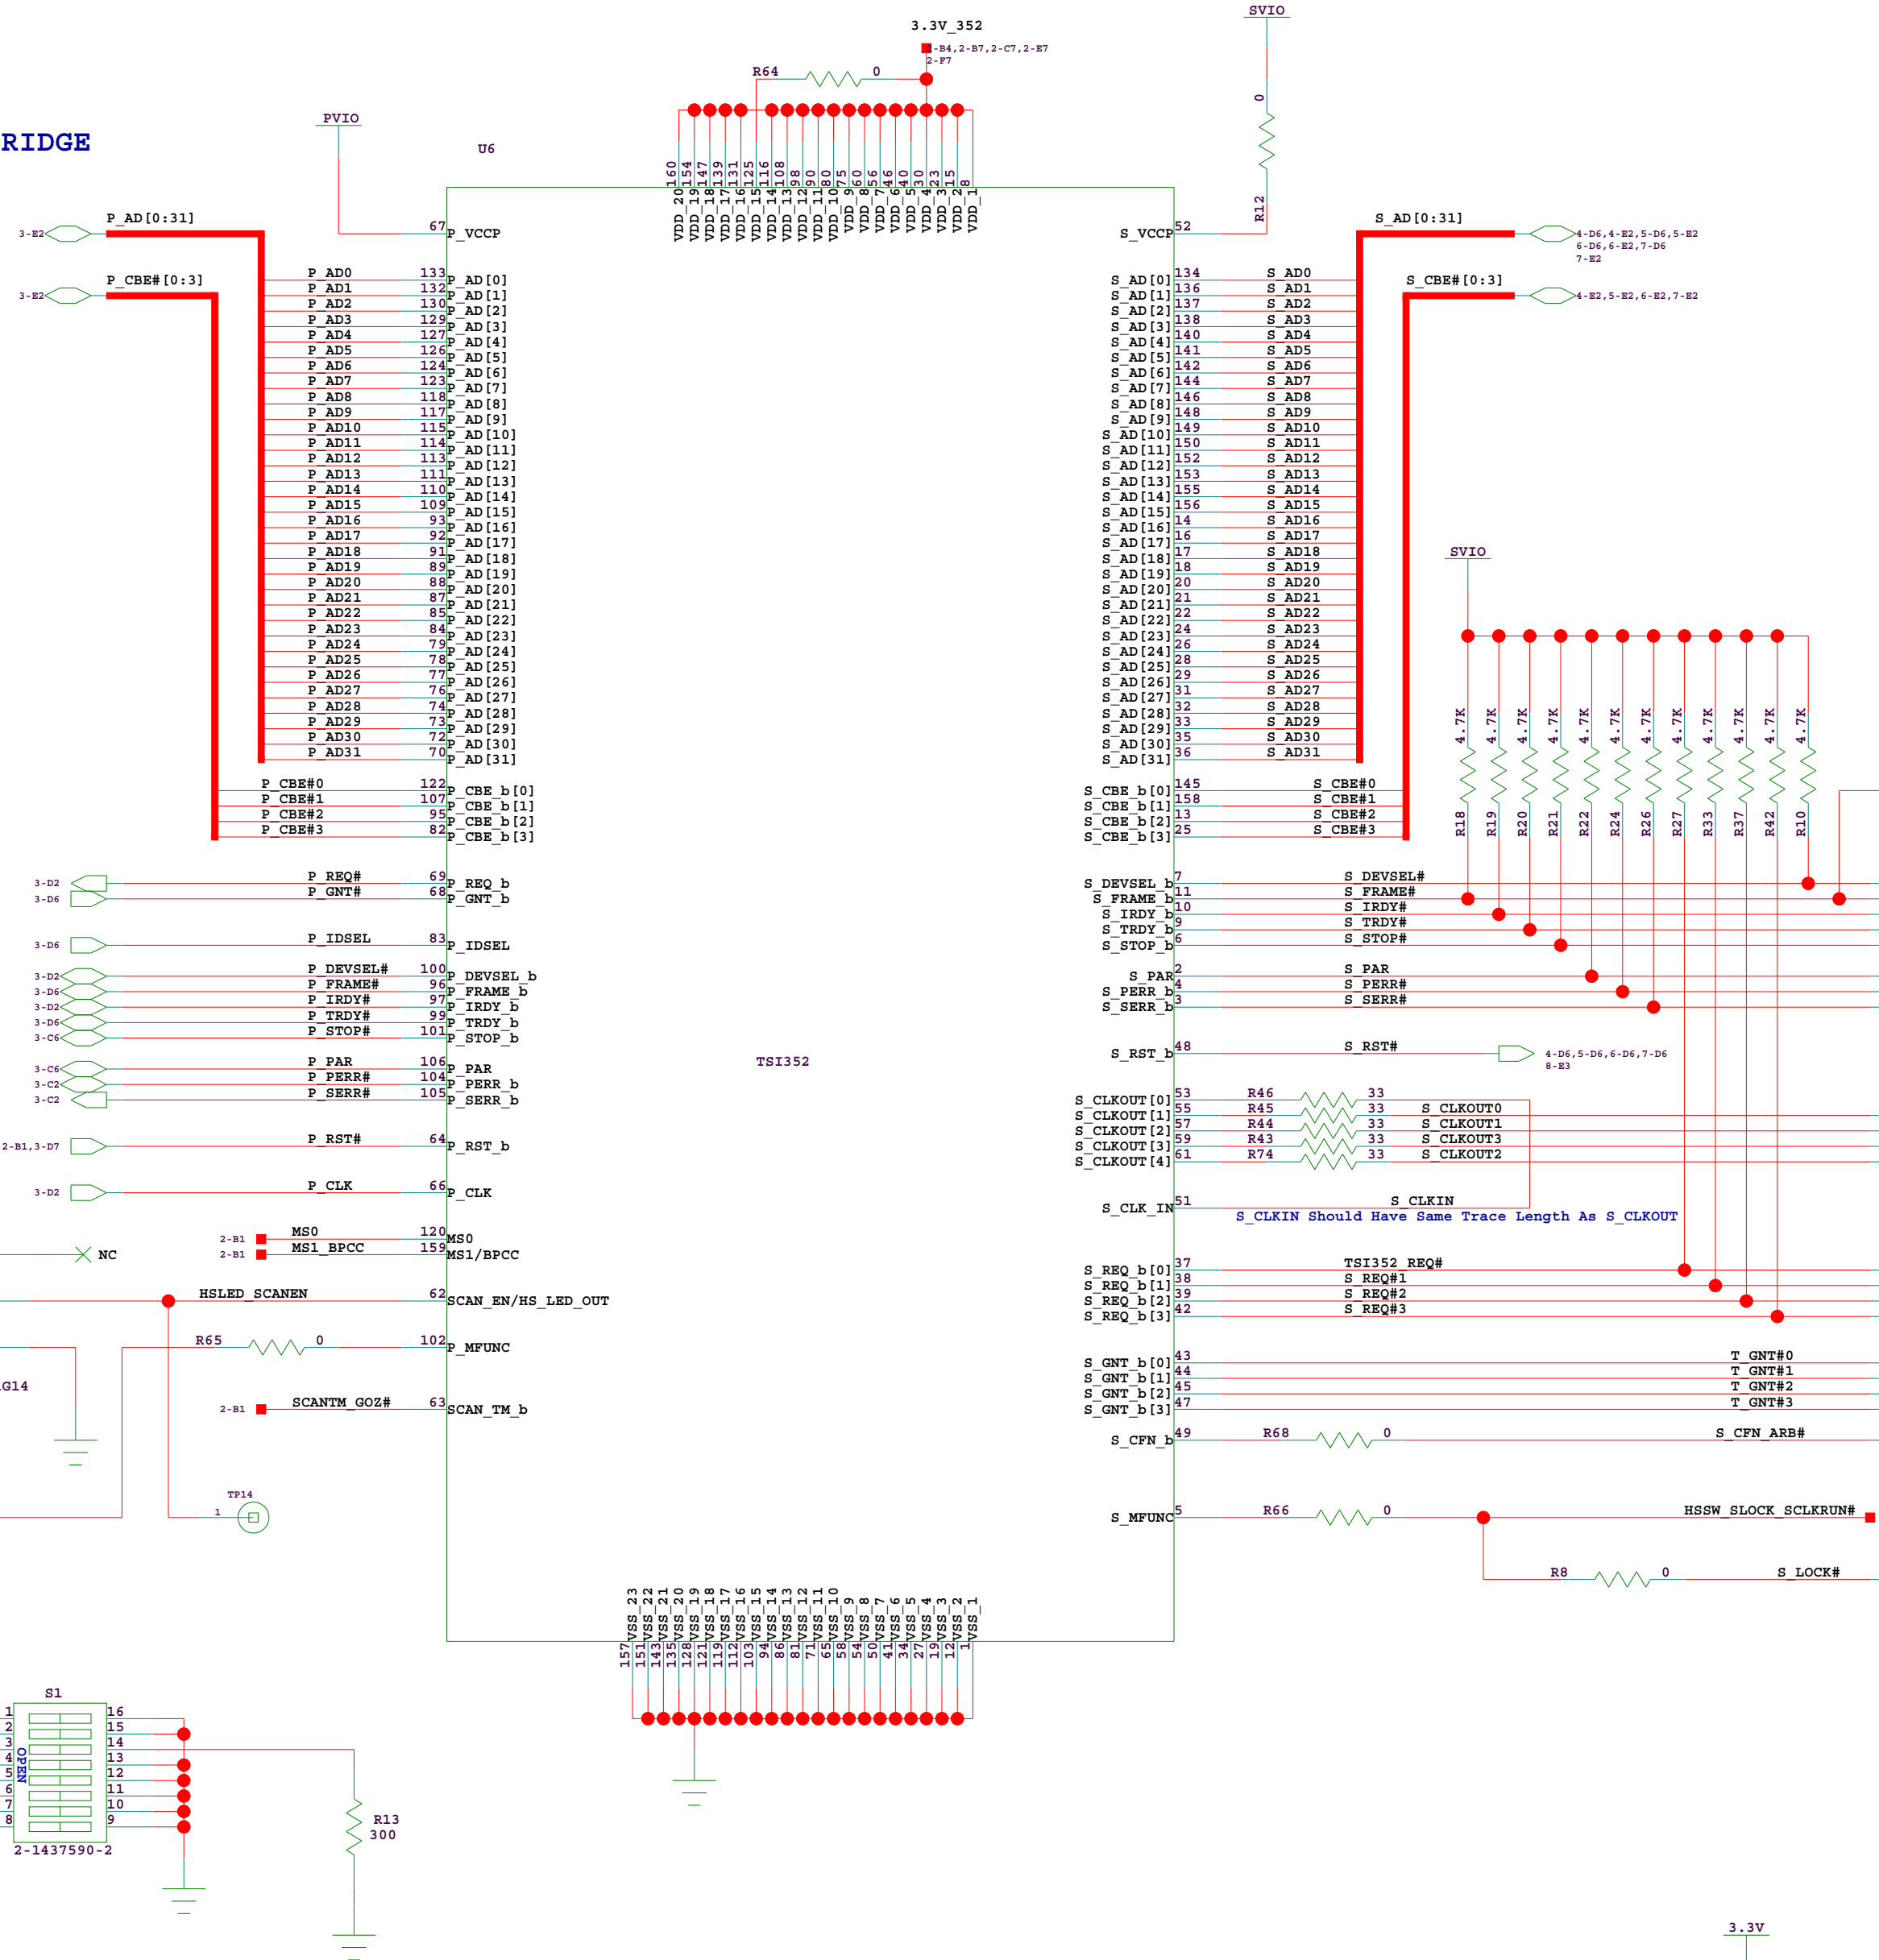 SVIO
3.3V_352
2-B4,2-B7,2-C7,2-E7
2-F7
R64 0
0
R12
PVIO
RIDGE
U6
160 154 147 139 131 125 116 108 98 90 80 75 60 56 46 40 30 23 15 8
VDD_20 VDD_19 VDD_18 VDD_17 VDD_16 VDD_15 VDD_14 VDD_13 VDD_12 VDD_11 VDD_10 VDD_9 VDD_8 VDD_7 VDD_6 VDD_5 VDD_4 VDD_3 VDD_2 VDD_1
3-E2 P_AD[0:31]
67 P_VCCP
S_VCCP 52
S_AD[0:31]
4-D6,4-E2,5-D6,5-E2
6-D6,6-E2,7-D6
7-E2
3-E2 P_CBE#[0:3]
S_CBE#[0:3]
4-E2,5-E2,6-E2,7-E2
P_AD0 133 P_AD[0] S_AD[0] 134 S_AD0
P_AD1 132 P_AD[1] S_AD[1] 136 S_AD1
P_AD2 130 P_AD[2] S_AD[2] 137 S_AD2
P_AD3 129 P_AD[3] S_AD[3] 138 S_AD3
P_AD4 127 P_AD[4] S_AD[4] 140 S_AD4
P_AD5 126 P_AD[5] S_AD[5] 141 S_AD5
P_AD6 124 P_AD[6] S_AD[6] 142 S_AD6
P_AD7 123 P_AD[7] S_AD[7] 144 S_AD7
P_AD8 118 P_AD[8] S_AD[8] 146 S_AD8
P_AD9 117 P_AD[9] S_AD[9] 148 S_AD9
P_AD10 115 P_AD[10] S_AD[10] 149 S_AD10
P_AD11 114 P_AD[11] S_AD[11] 150 S_AD11
P_AD12 113 P_AD[12] S_AD[12] 152 S_AD12
P_AD13 111 P_AD[13] S_AD[13] 153 S_AD13
P_AD14 110 P_AD[14] S_AD[14] 155 S_AD14
P_AD15 109 P_AD[15] S_AD[15] 156 S_AD15
P_AD16 93 P_AD[16] S_AD[16] 14 S_AD16
P_AD17 92 P_AD[17] S_AD[17] 16 S_AD17
P_AD18 91 P_AD[18] S_AD[18] 17 S_AD18
P_AD19 89 P_AD[19] S_AD[19] 18 S_AD19
P_AD20 88 P_AD[20] S_AD[20] 20 S_AD20
P_AD21 87 P_AD[21] S_AD[21] 21 S_AD21
P_AD22 85 P_AD[22] S_AD[22] 22 S_AD22
P_AD23 84 P_AD[23] S_AD[23] 24 S_AD23
P_AD24 79 P_AD[24] S_AD[24] 26 S_AD24
P_AD25 78 P_AD[25] S_AD[25] 28 S_AD25
P_AD26 77 P_AD[26] S_AD[26] 29 S_AD26
P_AD27 76 P_AD[27] S_AD[27] 31 S_AD27
P_AD28 74 P_AD[28] S_AD[28] 32 S_AD28
P_AD29 73 P_AD[29] S_AD[29] 33 S_AD29
P_AD30 72 P_AD[30] S_AD[30] 35 S_AD30
P_AD31 70 P_AD[31] S_AD[31] 36 S_AD31
SVIO
4.7K 4.7K 4.7K 4.7K 4.7K 4.7K 4.7K 4.7K 4.7K 4.7K 4.7K 4.7K
R18 R19 R20 R21 R22 R24 R26 R27 R33 R37 R42 R10
P_CBE#0 122 P_CBE_b[0] S_CBE_b[0] 145 S_CBE#0
P_CBE#1 107 P_CBE_b[1] S_CBE_b[1] 158 S_CBE#1
P_CBE#2 95 P_CBE_b[2] S_CBE_b[2] 13 S_CBE#2
P_CBE#3 82 P_CBE_b[3] S_CBE_b[3] 25 S_CBE#3
3-D2 P_REQ# 69 P_REQ_b S_DEVSEL_b 7 S_DEVSEL#
3-D6 P_GNT# 68 P_GNT_b S_FRAME_b 11 S_FRAME#
S_IRDY_b 10 S_IRDY#
S_TRDY_b 9 S_TRDY#
3-D6 P_IDSEL 83 P_IDSEL S_STOP_b 6 S_STOP#
3-D2 P_DEVSEL# 100 P_DEVSEL_b S_PAR 2 S_PAR
3-D6 P_FRAME# 96 P_FRAME_b S_PERR_b 4 S_PERR#
3-D2 P_IRDY# 97 P_IRDY_b S_SERR_b 3 S_SERR#
3-D6 P_TRDY# 99 P_TRDY_b
3-C6 P_STOP# 101 P_STOP_b
S_RST_b 48 S_RST# 4-D6,5-D6,6-D6,7-D6
8-E3
TSI352
3-C6 P_PAR 106 P_PAR
3-C2 P_PERR# 104 P_PERR_b
3-C2 P_SERR# 105 P_SERR_b
S_CLKOUT[0] 53 R46 33
S_CLKOUT[1] 55 R45 33 S_CLKOUT0
S_CLKOUT[2] 57 R44 33 S_CLKOUT1
S_CLKOUT[3] 59 R43 33 S_CLKOUT3
S_CLKOUT[4] 61 R74 33 S_CLKOUT2
2-B1,3-D7 P_RST# 64 P_RST_b
3-D2 P_CLK 66 P_CLK
S_CLK_IN 51 S_CLKIN
S_CLKIN Should Have Same Trace Length As S_CLKOUT
2-B1 MS0 120 MS0
NC 2-B1 MS1_BPCC 159 MS1/BPCC
S_REQ_b[0] 37 TSI352_REQ#
S_REQ_b[1] 38 S_REQ#1
S_REQ_b[2] 39 S_REQ#2
S_REQ_b[3] 42 S_REQ#3
HSLED_SCANEN 62 SCAN_EN/HS_LED_OUT
R65 0 102 P_MFUNC
S_GNT_b[0] 43 T_GNT#0
S_GNT_b[1] 44 T_GNT#1
S_GNT_b[2] 45 T_GNT#2
S_GNT_b[3] 47 T_GNT#3
G14
2-B1 SCANTM_GOZ# 63 SCAN_TM_b
S_CFN_b 49 R68 0 S_CFN_ARB#
TP14
1
S_MFUNC 5 R66 0 HSSW_SLOCK_SCLKRUN#
R8 0 S_LOCK#
VSS_23 VSS_22 VSS_21 VSS_20 VSS_19 VSS_18 VSS_17 VSS_16 VSS_15 VSS_14 VSS_13 VSS_12 VSS_11 VSS_10 VSS_9 VSS_8 VSS_7 VSS_6 VSS_5 VSS_4 VSS_3 VSS_2 VSS_1
157 151 143 135 128 121 119 112 103 94 86 81 71 65 58 54 50 41 34 27 19 12 1
S1
1 16
2 15
3 14
4 13
5 12
6 11
7 10
8 9
OPEN
2-1437590-2
R13
300
3.3V